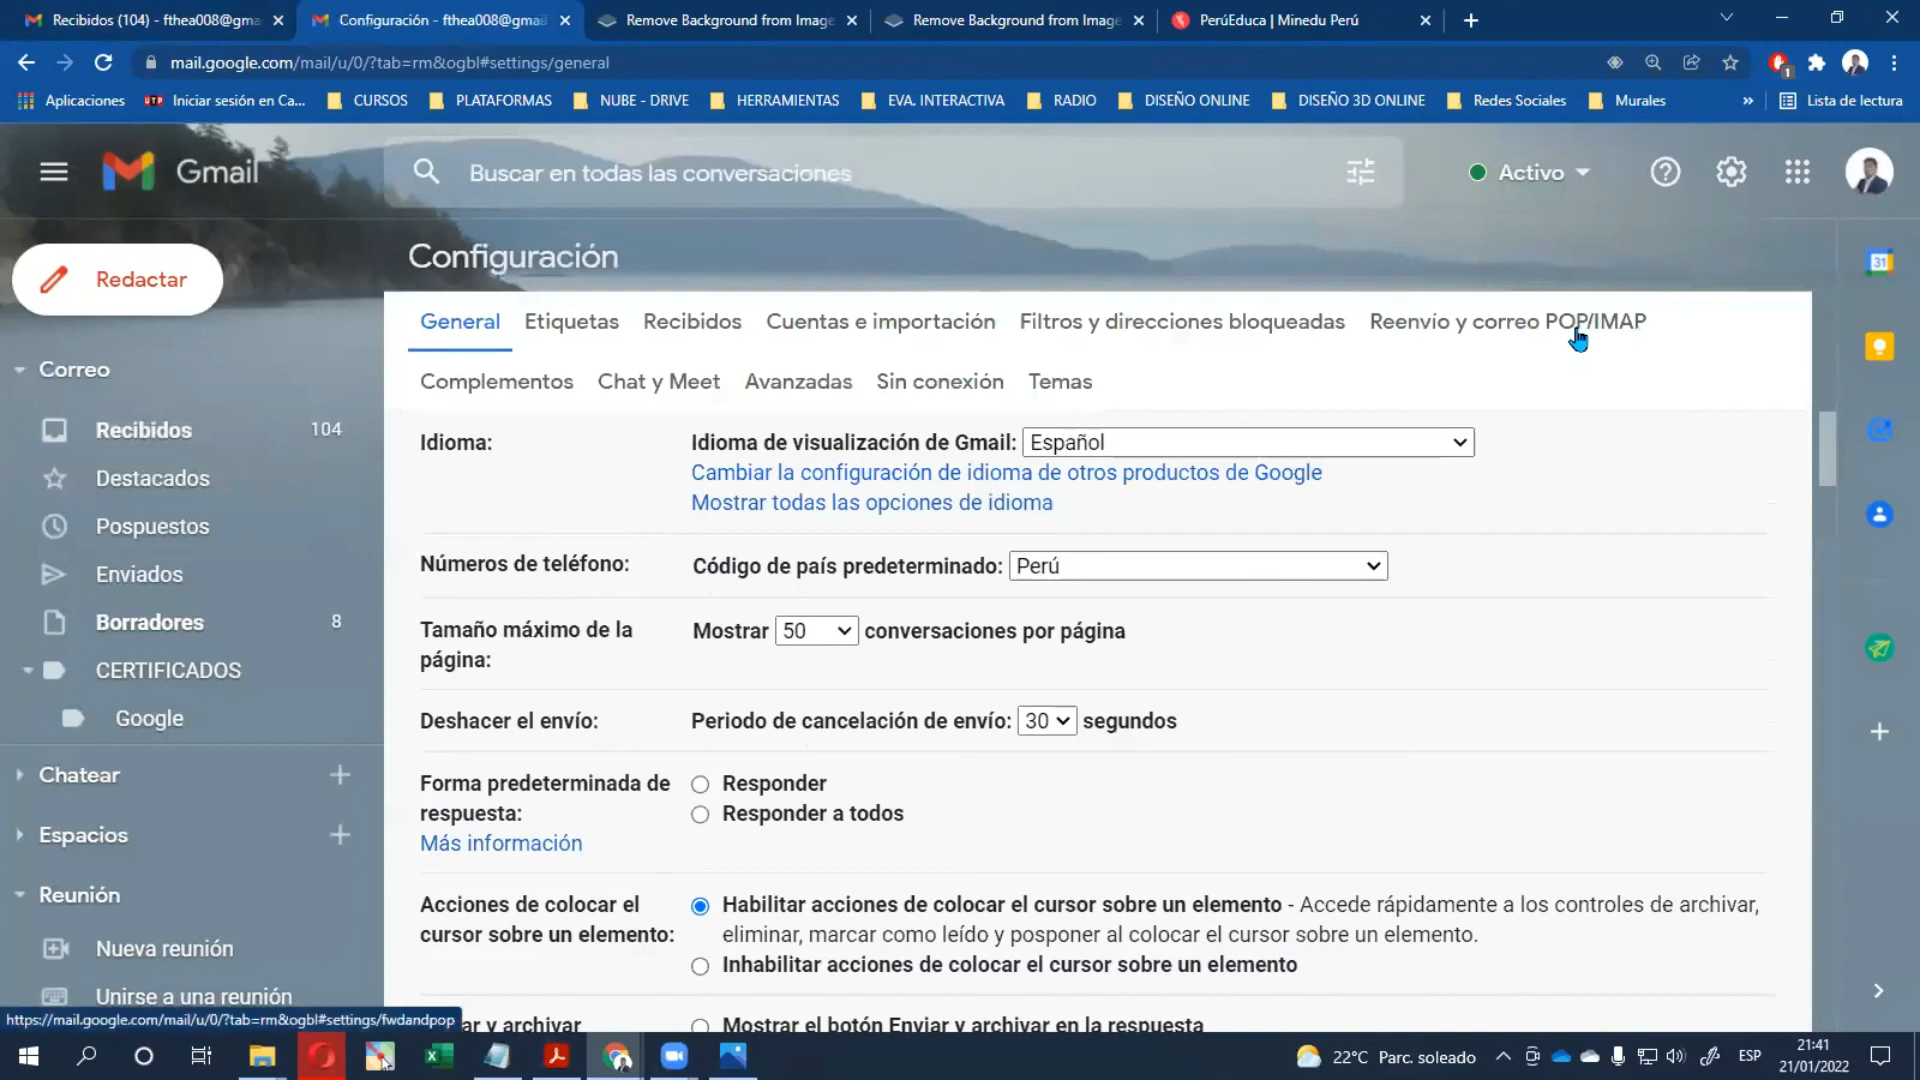 Recibidos (104) - fthea008@gma
Configuración - fthea008@gmail
Remove Background from Image
Remove Background from Image
PerúEduca | Minedu Perú
mail.google.com/mail/u/0/?tab=rm&ogbl#settings/general
1
Aplicaciones
UTP Iniciar sesión en Ca...
CURSOS
PLATAFORMAS
NUBE - DRIVE
HERRAMIENTAS
EVA. INTERACTIVA
RADIO
DISEÑO ONLINE
DISEÑO 3D ONLINE
Redes Sociales
Murales
»
Lista de lectura
Gmail
Buscar en todas las conversaciones
Activo
Configuración
Redactar
General
Etiquetas
Recibidos
Cuentas e importación
Filtros y direcciones bloqueadas
Reenvío y correo POP/IMAP
Complementos
Chat y Meet
Avanzadas
Sin conexión
Temas
31
Correo
Recibidos 104
Destacados
Pospuestos
Enviados
Borradores 8
CERTIFICADOS
Google
Chatear
Espacios
Reunión
Nueva reunión
Unirse a una reunión
Idioma:
Idioma de visualización de Gmail: Español
Cambiar la configuración de idioma de otros productos de Google
Mostrar todas las opciones de idioma
Números de teléfono:
Código de país predeterminado: Perú
Tamaño máximo de la
página:
Mostrar 50 conversaciones por página
Deshacer el envío:
Periodo de cancelación de envío: 30 segundos
Forma predeterminada de
respuesta:
Más información
Responder
Responder a todos
Acciones de colocar el
cursor sobre un elemento:
Habilitar acciones de colocar el cursor sobre un elemento - Accede rápidamente a los controles de archivar,
eliminar, marcar como leído y posponer al colocar el cursor sobre un elemento.
Inhabilitar acciones de colocar el cursor sobre un elemento
ar y archivar
Mostrar el botón Enviar y archivar en la respuesta
https://mail.google.com/mail/u/0/?tab=rm&ogbl#settings/fwdandpop
22°C Parc. soleado
ESP
21:41
21/01/2022